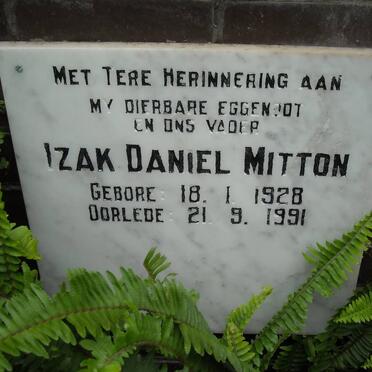 MET TERE HERINNERING AAN
MY DIERBARE EGGENOOT
EN ONS VADER
IZAK DANIEL MITTON
GEBORE 18. 1. 1928
OORLEDE 21. 9. 1991